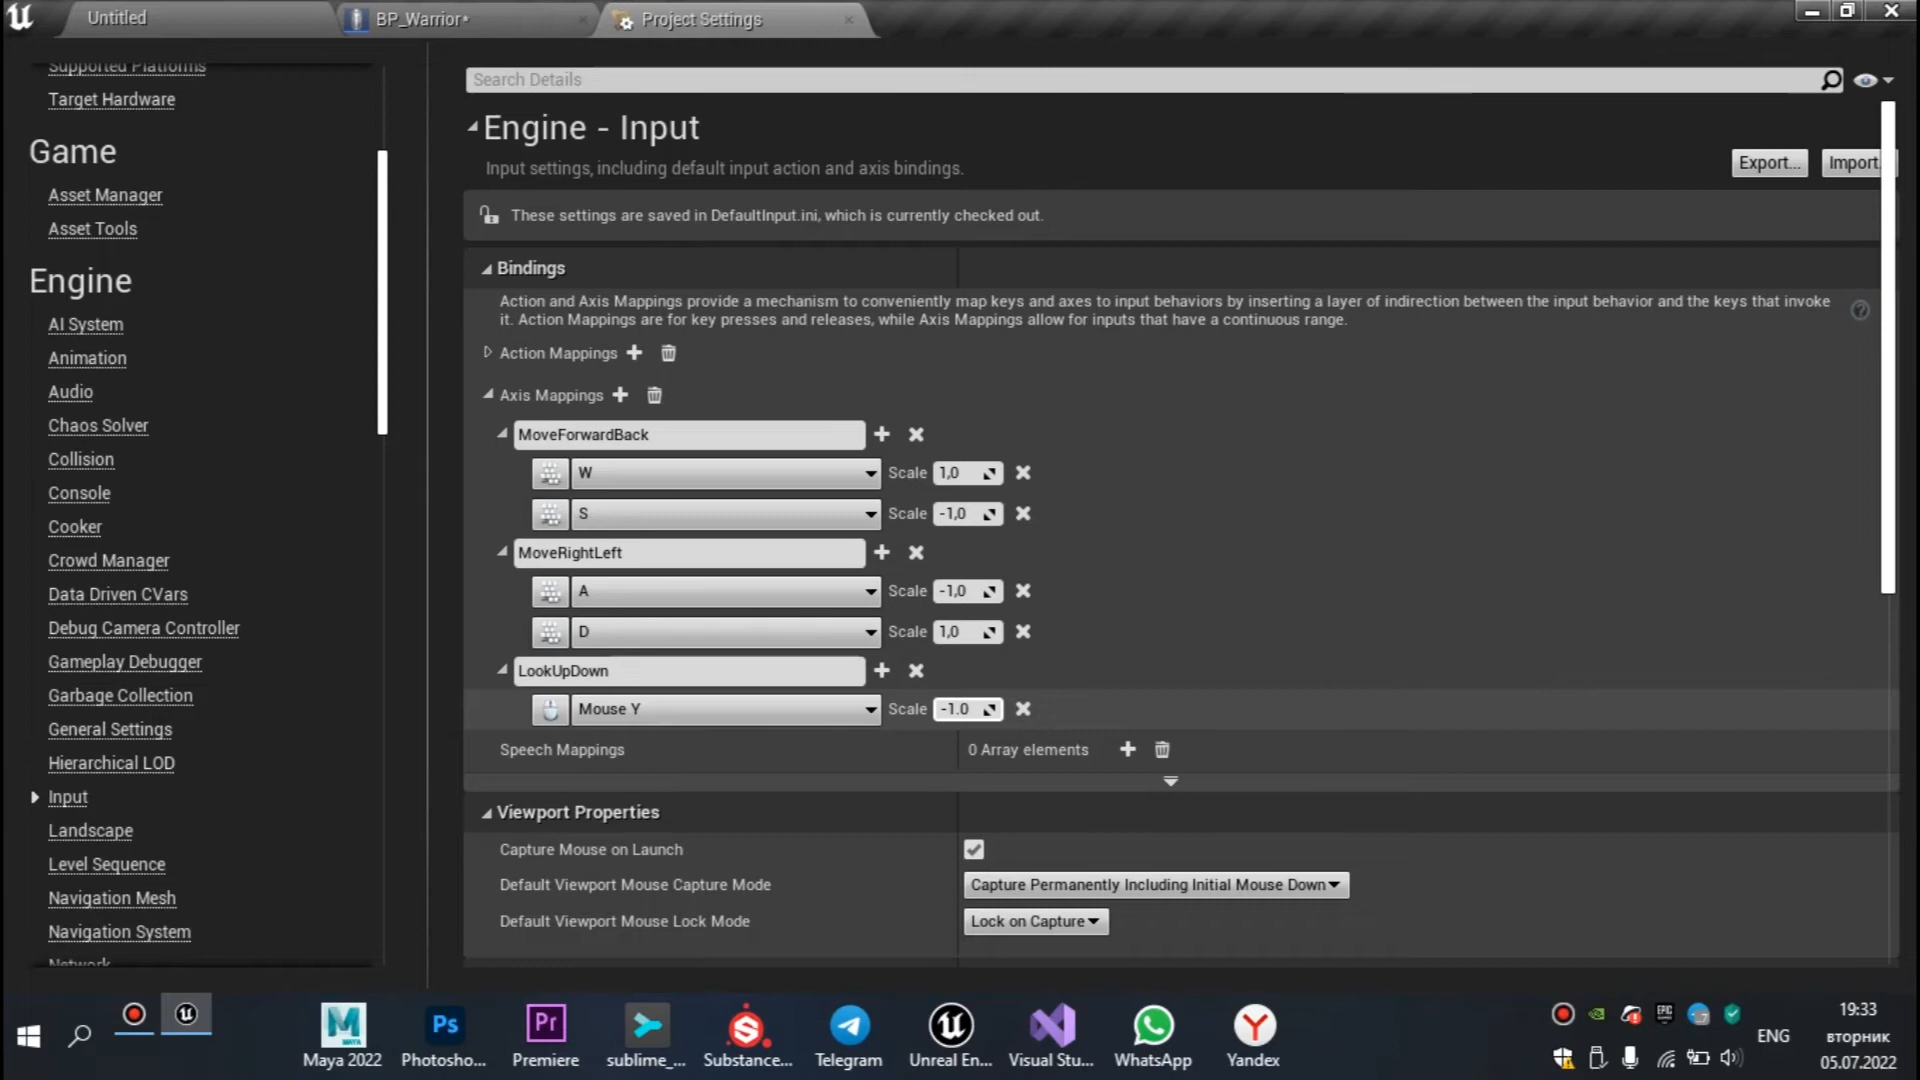 Untitled
BP_Warrior*
Project Settings
Supported Platforms
Target Hardware
Game
Asset Manager
Asset Tools
Engine
AI System
Animation
Audio
Chaos Solver
Collision
Console
Cooker
Crowd Manager
Data Driven CVars
Debug Camera Controller
Gameplay Debugger
Garbage Collection
General Settings
Hierarchical LOD
Input
Landscape
Level Sequence
Navigation Mesh
Navigation System
Network
Search Details
Engine - Input
Input settings, including default input action and axis bindings.
Export...
Import.
These settings are saved in DefaultInput.ini, which is currently checked out.
Bindings
Action and Axis Mappings provide a mechanism to conveniently map keys and axes to input behaviors by inserting a layer of indirection between the input behavior and the keys that invoke
it. Action Mappings are for key presses and releases, while Axis Mappings allow for inputs that have a continuous range.
Action Mappings
Axis Mappings
MoveForwardBack
W Scale 1,0
S Scale -1,0
MoveRightLeft
A Scale -1,0
D Scale 1,0
LookUpDown
Mouse Y Scale -1.0
Speech Mappings 0 Array elements
Viewport Properties
Capture Mouse on Launch
Default Viewport Mouse Capture Mode Capture Permanently Including Initial Mouse Down
Default Viewport Mouse Lock Mode Lock on Capture
Maya 2022
Photosho...
Premiere
sublime_...
Substance...
Telegram
Unreal En...
Visual Stu...
WhatsApp
Yandex
ENG
19:33
вторник
05.07.2022